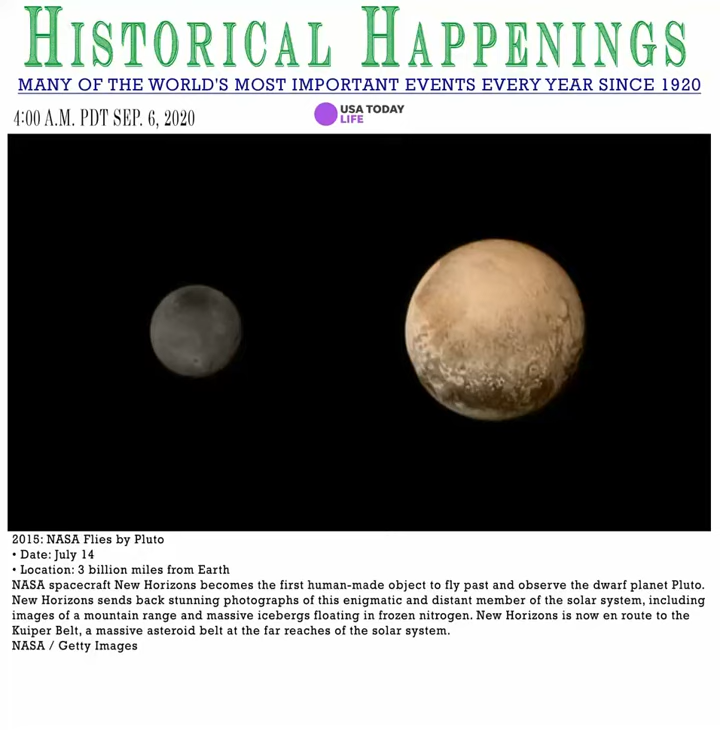 HISTORICAL HAPPENINGS
MANY OF THE WORLD'S MOST IMPORTANT EVENTS EVERY YEAR SINCE 1920
4:00 A.M. PDT SEP. 6, 2020
USA TODAY
LIFE
2015: NASA Flies by Pluto
• Date: July 14
• Location: 3 billion miles from Earth
NASA spacecraft New Horizons becomes the first human-made object to fly past and observe the dwarf planet Pluto.
New Horizons sends back stunning photographs of this enigmatic and distant member of the solar system, including
images of a mountain range and massive icebergs floating in frozen nitrogen. New Horizons is now en route to the
Kuiper Belt, a massive asteroid belt at the far reaches of the solar system.
NASA / Getty Images